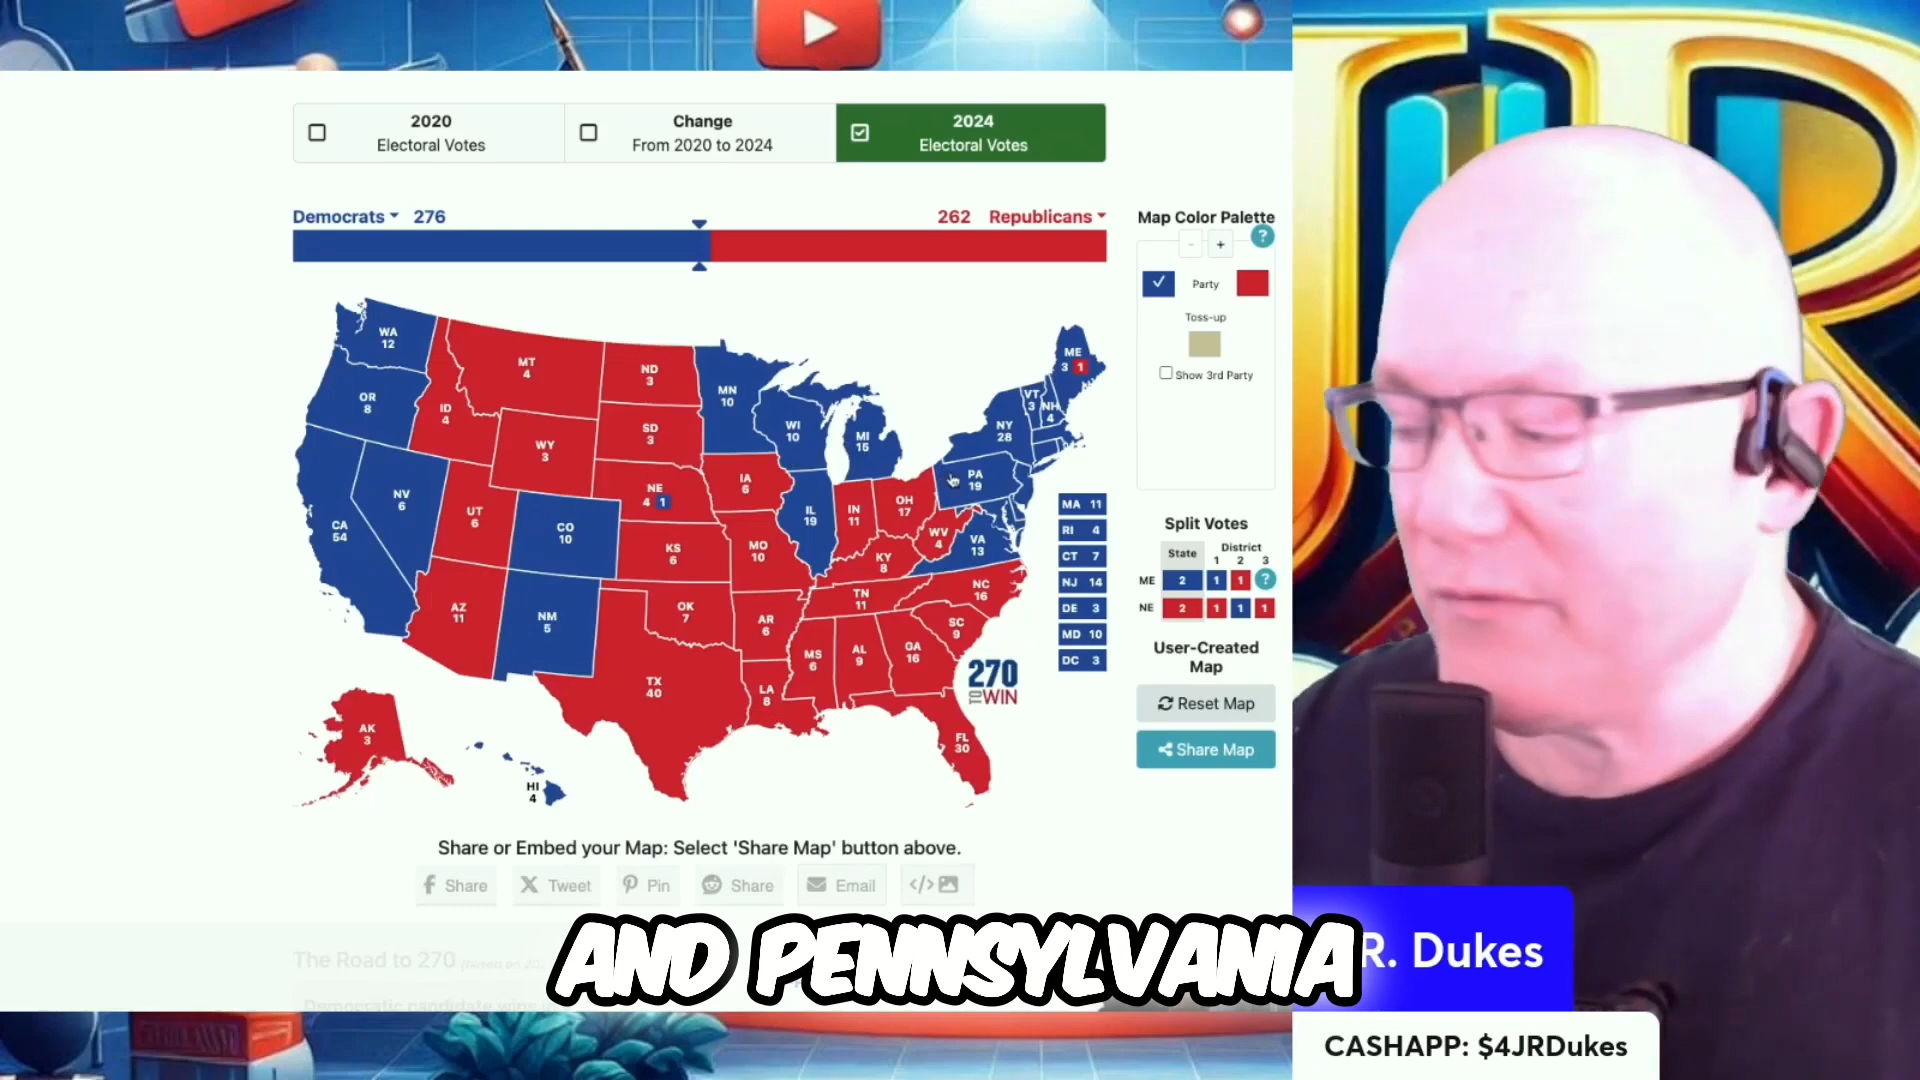 2020
Electoral Votes
Change
From 2020 to 2024
2024
Electoral Votes
Democrats 276
262 Republicans
Map Color Palette
- +
?
Party
Toss-up
Show 3rd Party
WA
12
OR
8
CA
54
NV
6
ID
4
MT
4
WY
3
UT
6
CO
10
AZ
11
NM
5
ND
3
SD
3
NE
4 1
KS
6
OK
7
TX
40
MN
10
IA
6
MO
10
AR
6
LA
8
WI
10
IL
19
MI
15
IN
11
OH
17
KY
8
TN
11
MS
6
AL
9
GA
16
FL
30
SC
9
NC
16
VA
13
WV
4
PA
19
NY
28
VT
3
NH
4
ME
3 1
AK
3
HI
4
MA 11
RI 4
CT 7
NJ 14
DE 3
MD 10
DC 3
270
TO WIN
Split Votes
State
District
1 2 3
ME 2 1 1 ?
NE 2 1 1 1
User-Created
Map
Reset Map
Share Map
Share or Embed your Map: Select 'Share Map' button above.
Share
Tweet
Pin
Share
Email
</>
The Road to 270
Democratic candidate wins
AND PENNSYLVANIA
JR
R. Dukes
CASHAPP: $4JRDukes